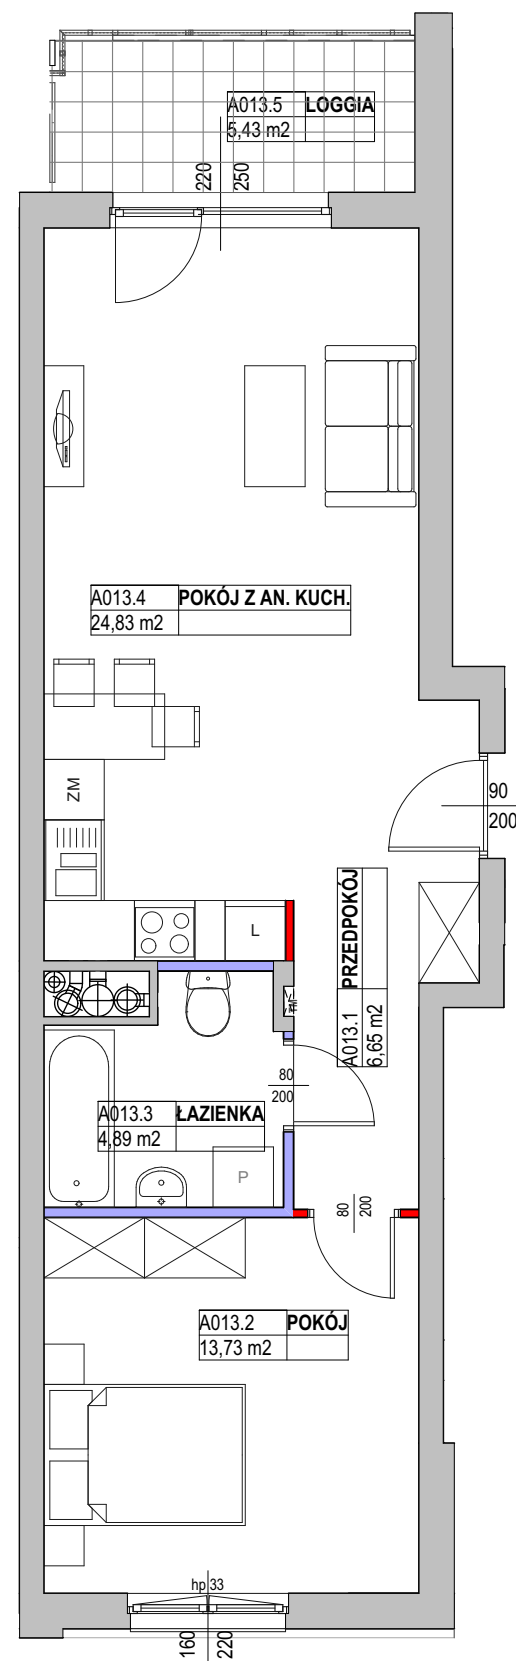 A013.5 LOGGIA
5,43 m2
220
250
A013.4 POKÓJ Z AN. KUCH.
24,83 m2
ZM
90
200
L
A013.1 PRZEDPOKÓJ
6,65 m2
80
200
A013.3 ŁAZIENKA
4,89 m2
P
80
200
A013.2 POKÓJ
13,73 m2
hp 33
160
220